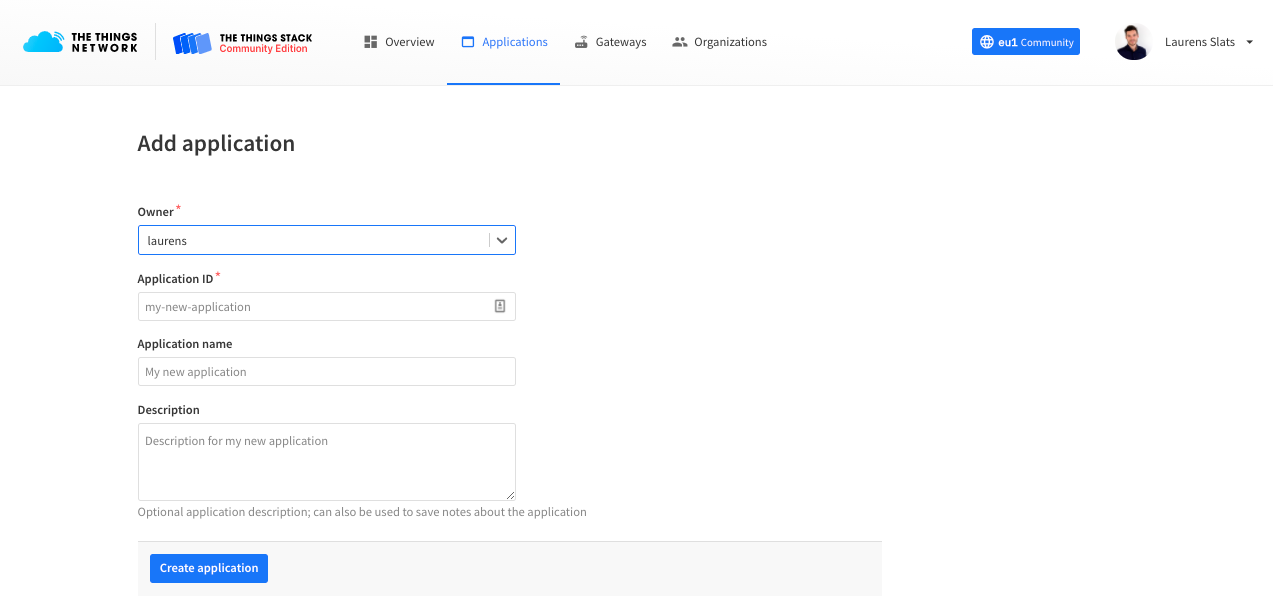 THE THINGS
NETWORK
THE THINGS STACK
Community Edition
Overview
Applications
Gateways
Organizations
eu1 Community
Laurens Slats
Add application
Owner *
laurens
Application ID *
my-new-application
Application name
My new application
Description
Description for my new application
Optional application description; can also be used to save notes about the application
Create application